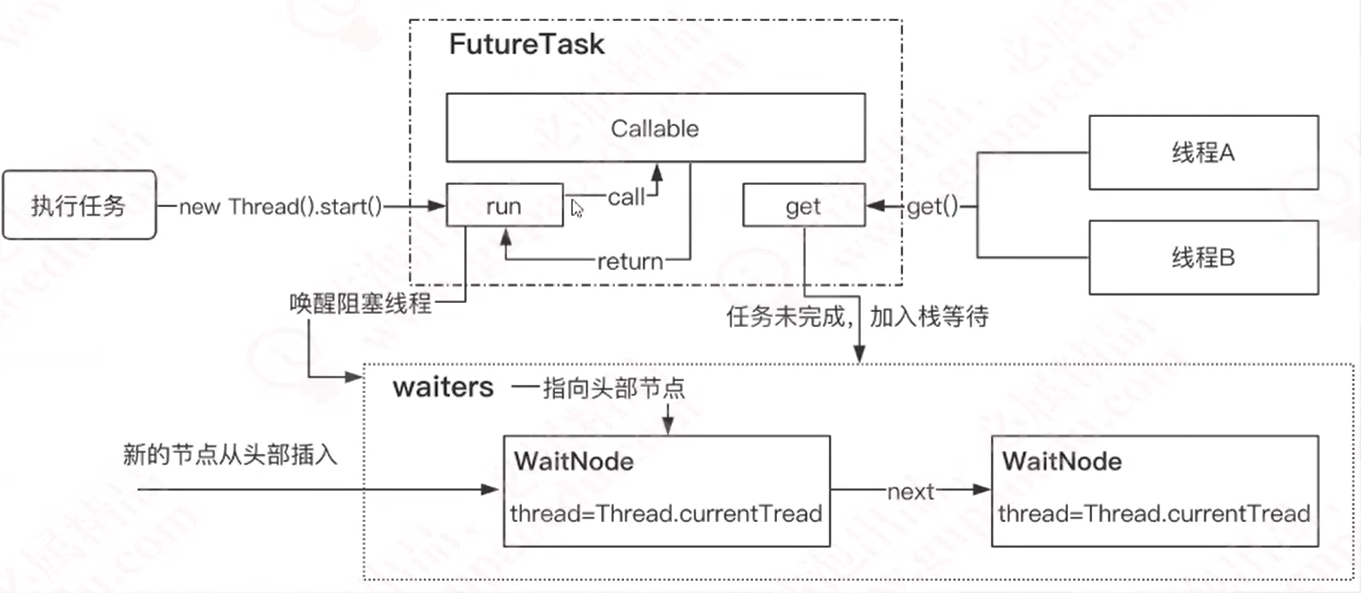 FutureTask
Callable
线程A
执行任务
new Thread().start()
run
call
get
get()
return
线程B
唤醒阻塞线程
任务未完成，加入栈等待
waiters
指向头部节点
新的节点从头部插入
WaitNode
thread=Thread.currentTread
next
WaitNode
thread=Thread.currentTread